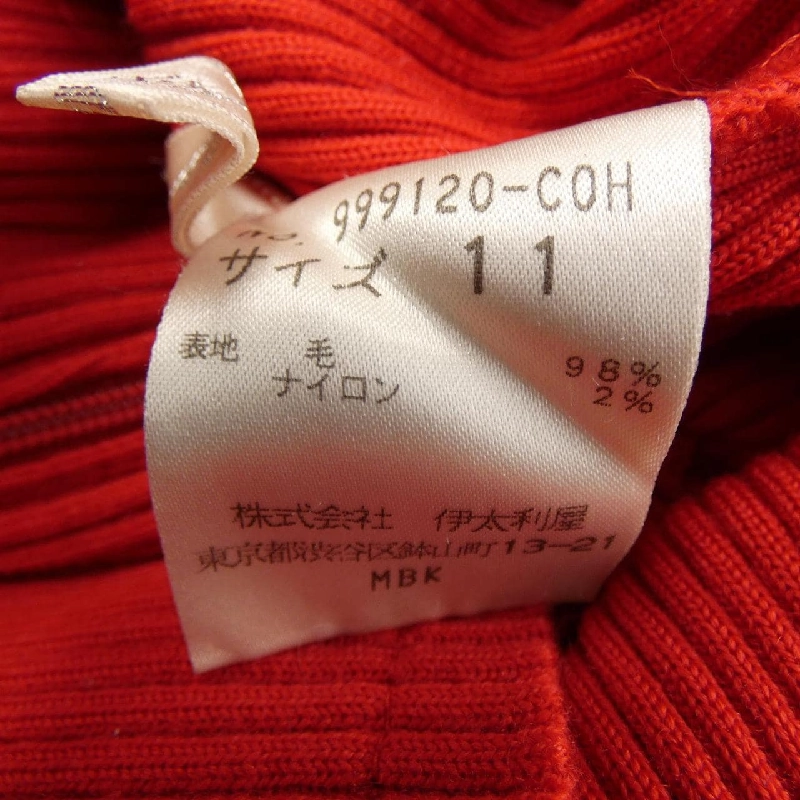 no. 999120-COH
サイズ 11
表地 毛 98%
ナイロン 2%
株式会社 伊太利屋
東京都渋谷区鉢山町13-21
MBK